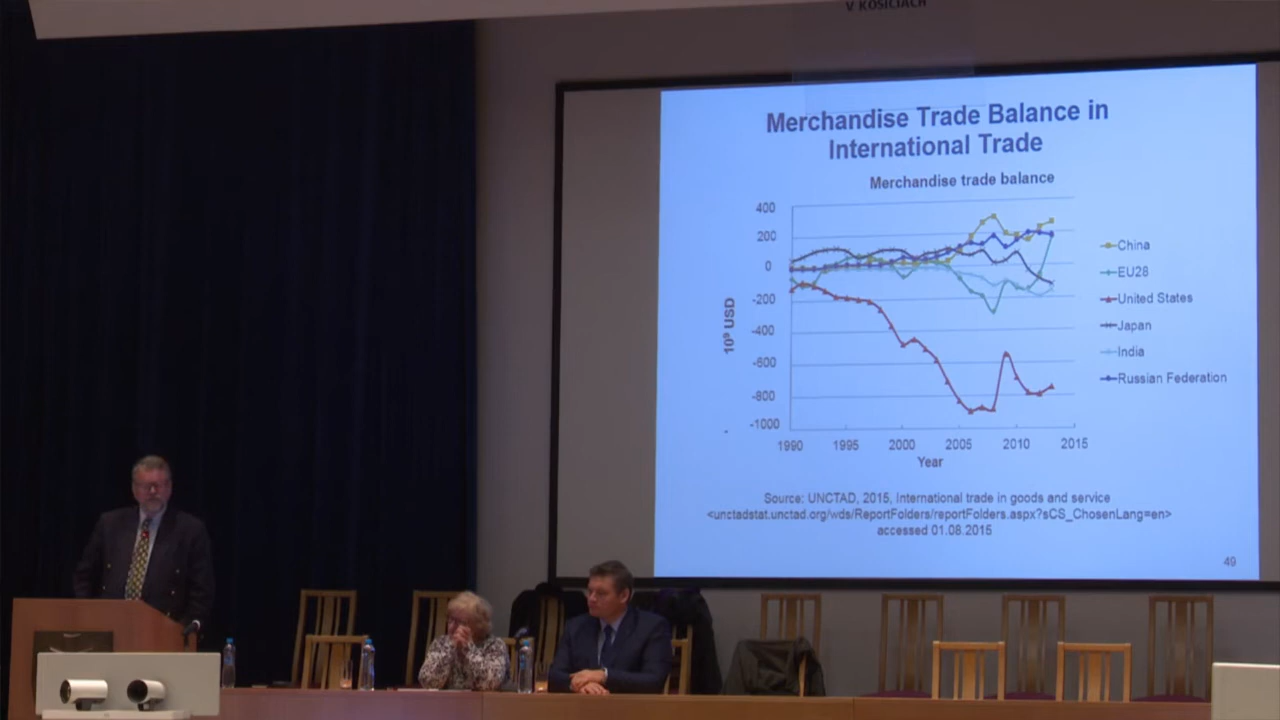 V KOŠICIACH
Merchandise Trade Balance in
International Trade
Merchandise trade balance
400
200
0
-200
-400
-600
-800
-1000
10⁹ USD
1990 1995 2000 2005 2010 2015
Year
China
EU28
United States
Japan
India
Russian Federation
Source: UNCTAD, 2015, International trade in goods and service
<unctadstat.unctad.org/wds/ReportFolders/reportFolders.aspx?sCS_ChosenLang=en>
accessed 01.08.2015
49